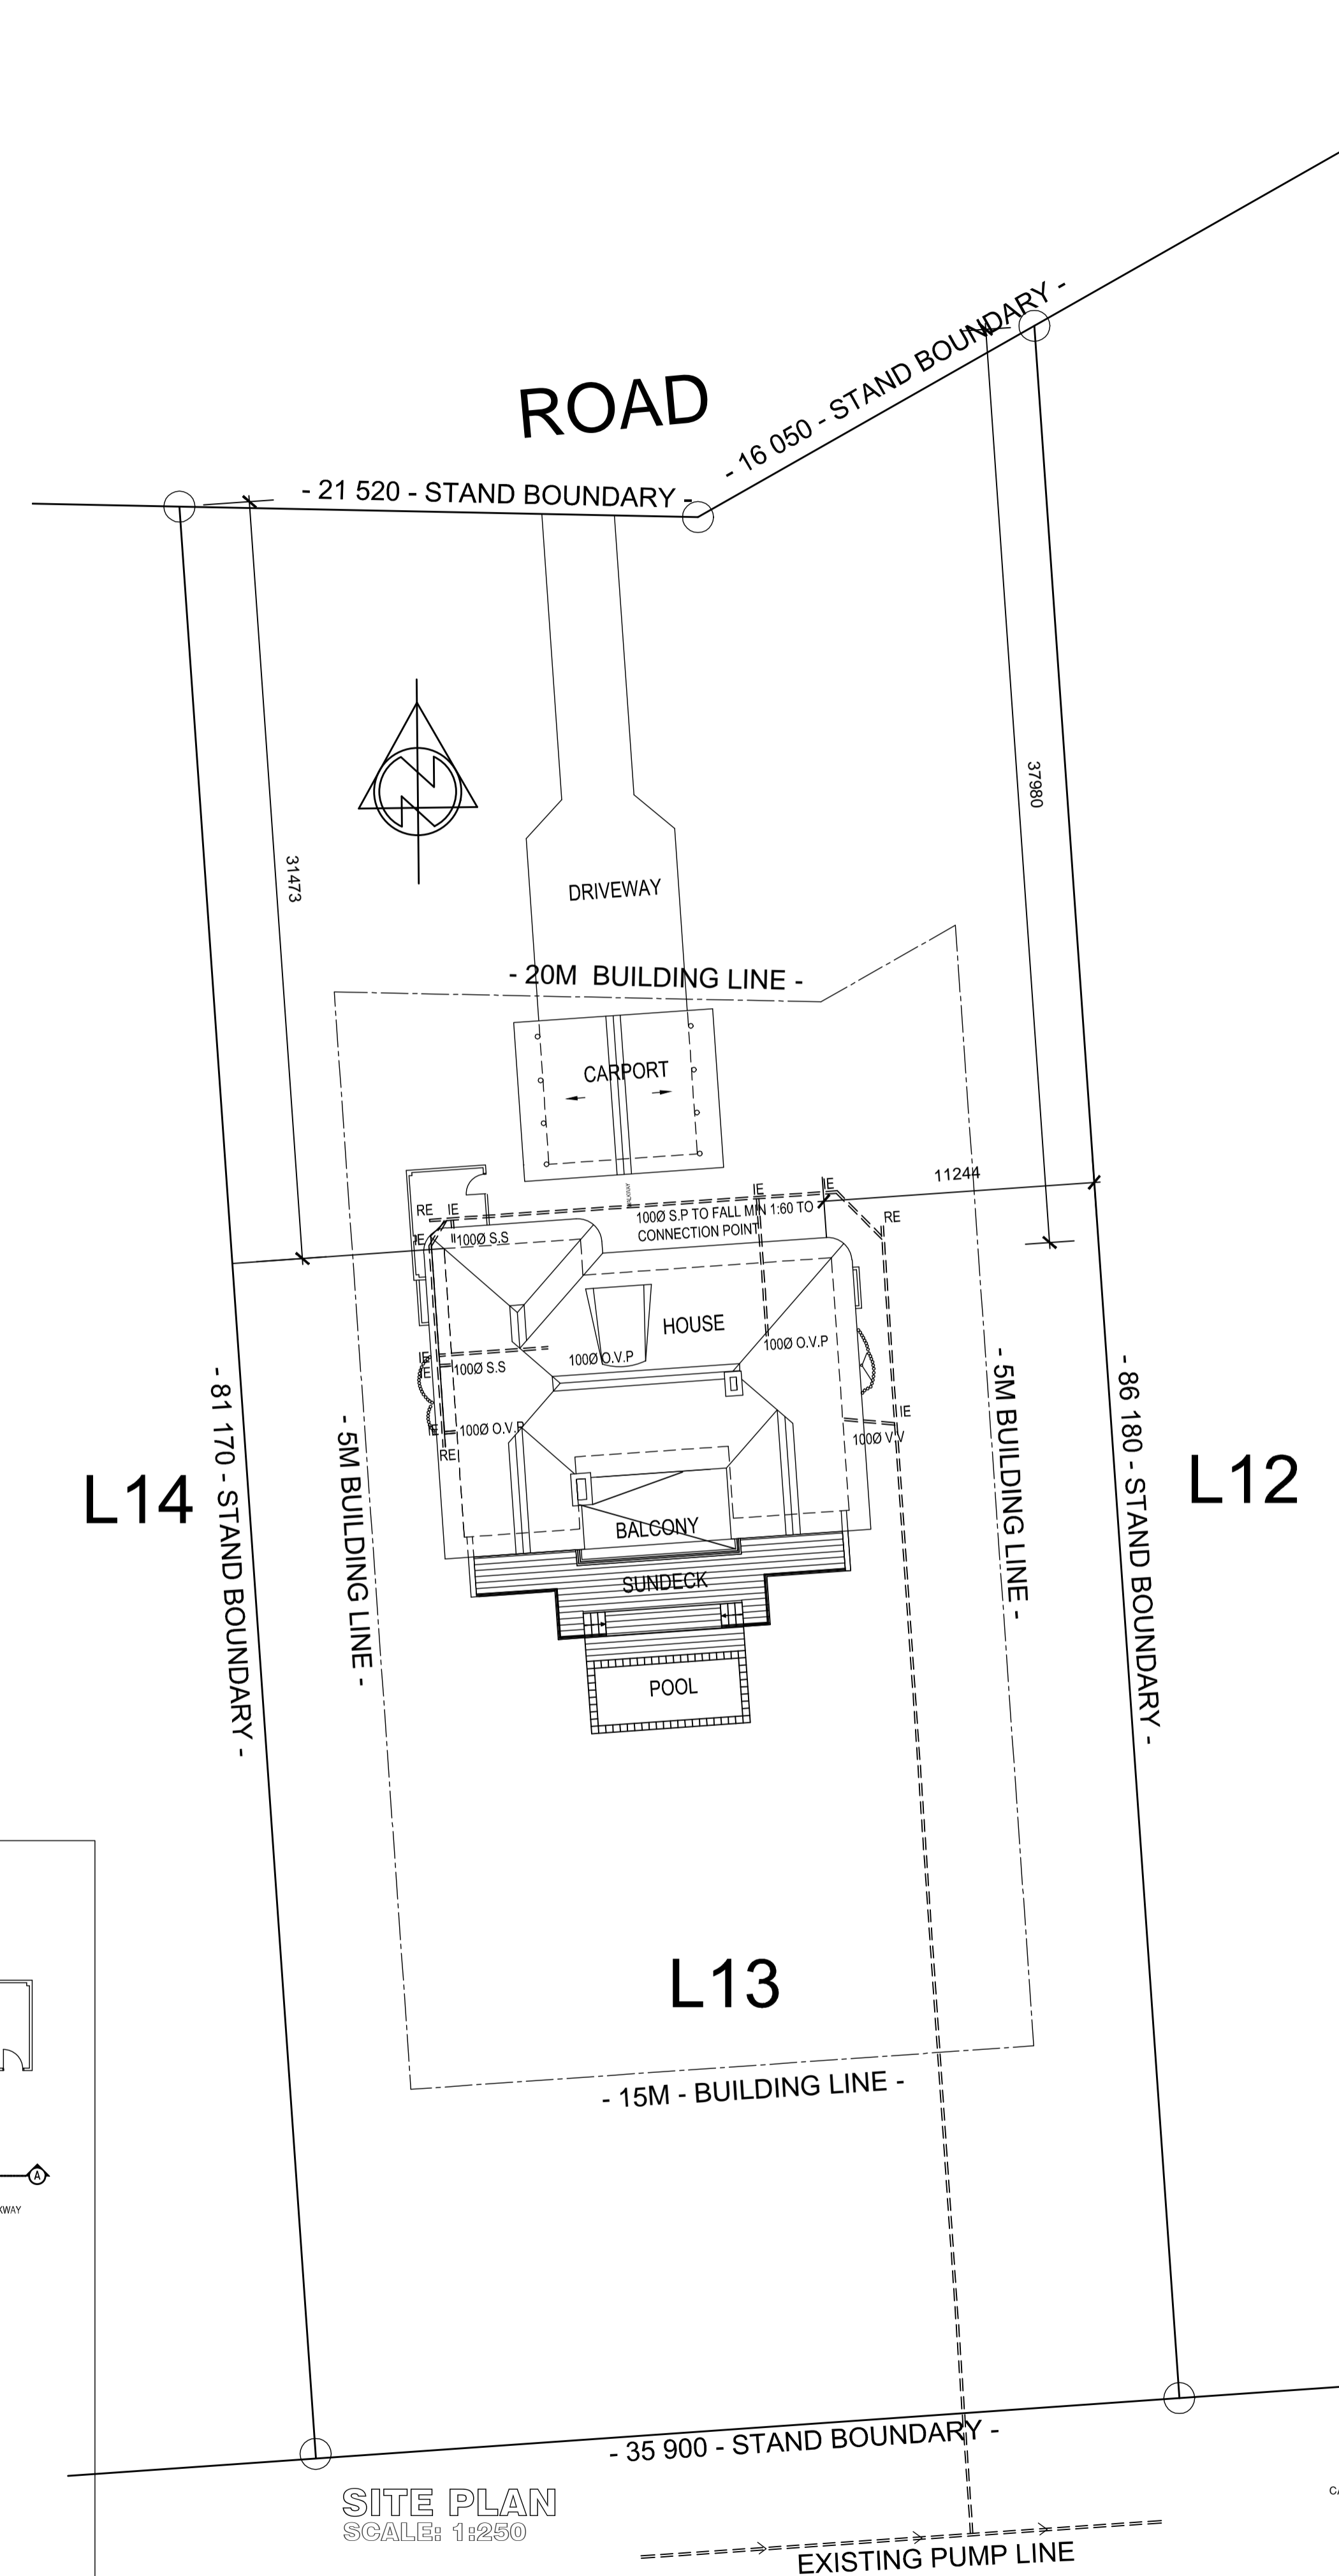 - 16 050 - STAND BOUNDARY -
ROAD
- 21 520 - STAND BOUNDARY -
37980
31473
DRIVEWAY
- 20M BUILDING LINE -
CARPORT
11244
IE
IE
RE
IE
RE
100Ø S.P TO FALL MIN 1:60 TO
CONNECTION POINT
IE
100Ø S.S
HOUSE
100Ø O.V.P
100Ø O.V.P
IE
IE
100Ø S.S
IE
100Ø O.V.P
RE
IE
100Ø V.V
- 81 170 - STAND BOUNDARY -
- 5M BUILDING LINE -
- 5M BUILDING LINE -
- 86 180 - STAND BOUNDARY -
L14
L12
BALCONY
SUNDECK
POOL
L13
- 15M - BUILDING LINE -
A
- 35 900 - STAND BOUNDARY -
SITE PLAN
SCALE: 1:250
EXISTING PUMP LINE